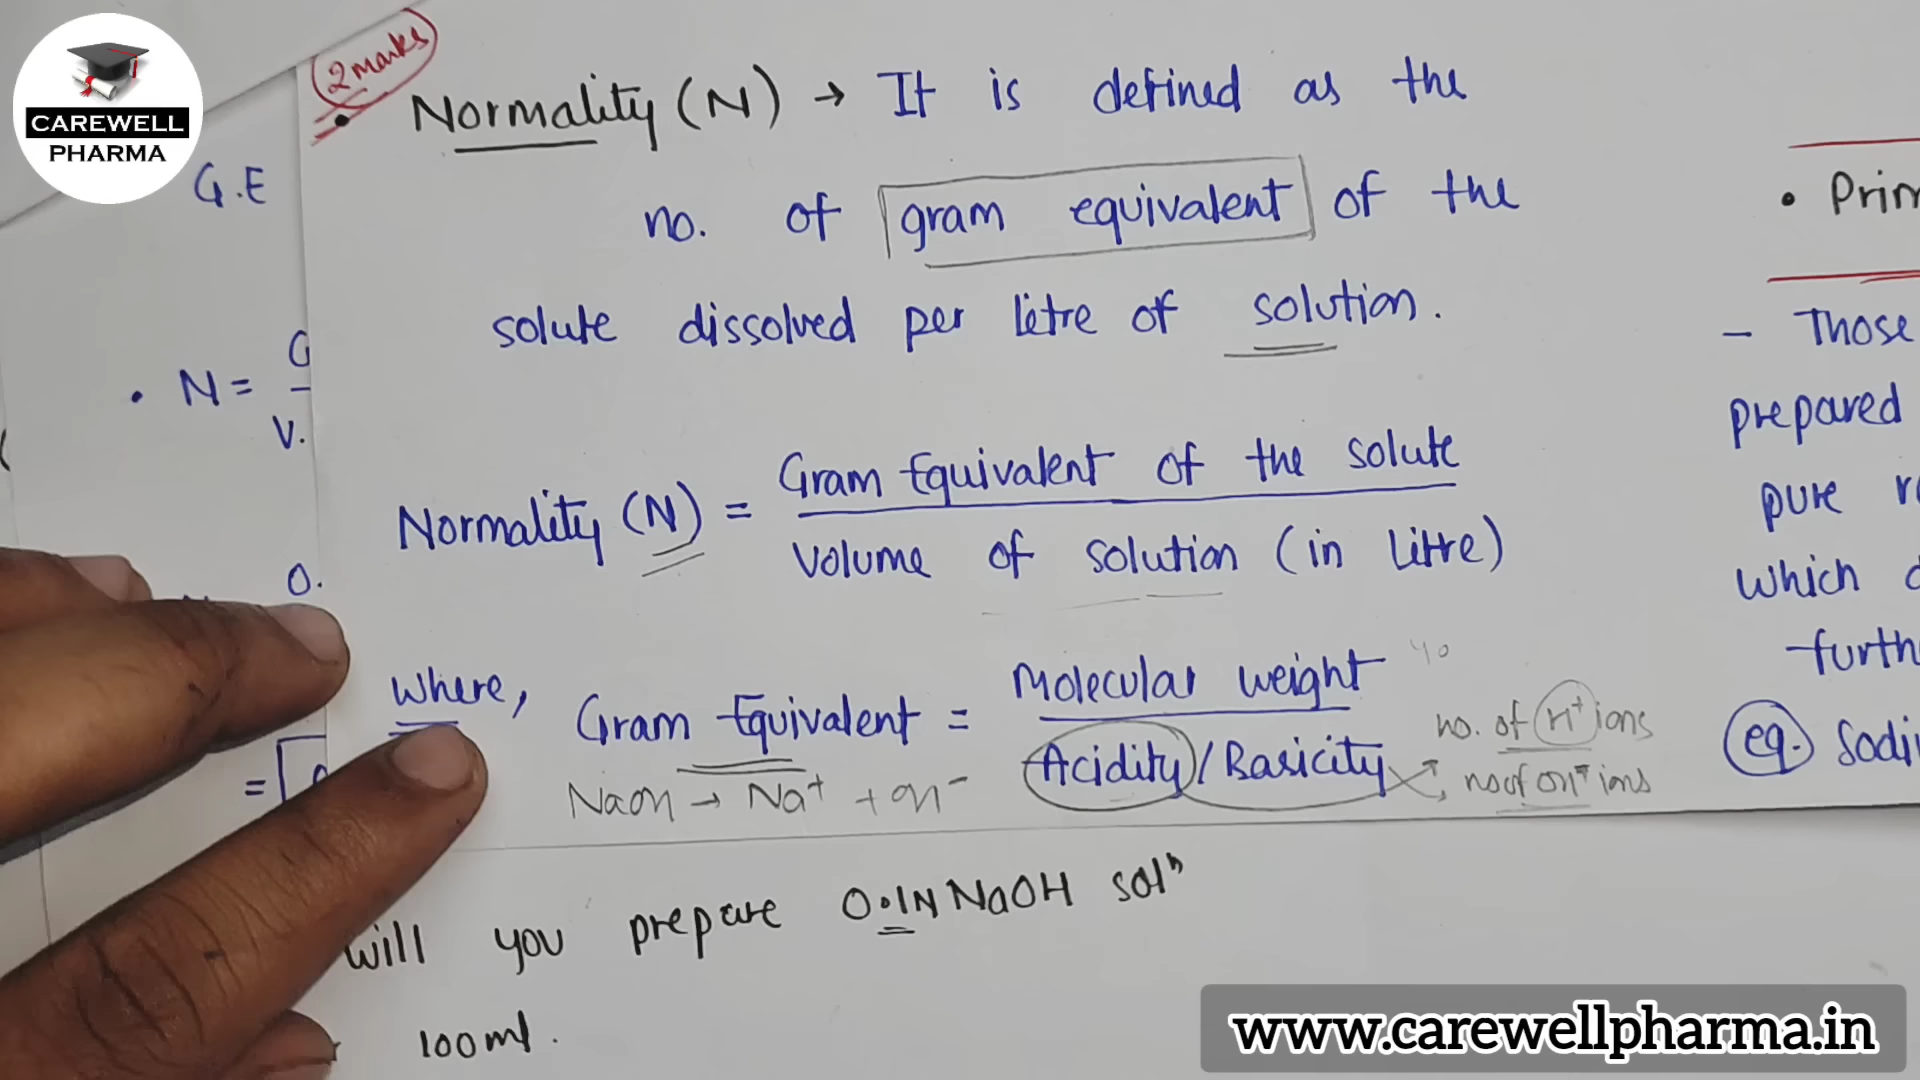 CAREWELL
PHARMA
2 marks
Normality (N) → It is defined as the
no. of gram equivalent of the
solute dissolved per litre of solution.
Normality (N) = Gram Equivalent of the solute
Volume of solution (in litre)
where, Gram Equivalent = Molecular weight
Acidity / Basicity
40
no. of H+ ions
no of OH- ions
NaOH → Na+ + OH-
will you prepare 0.1N NaOH solⁿ
100ml.
G.E
• N = G
V.
0.
=
• Prim
- Those
prepared
pure
which
furth
eg. Sodi
www.carewellpharma.in